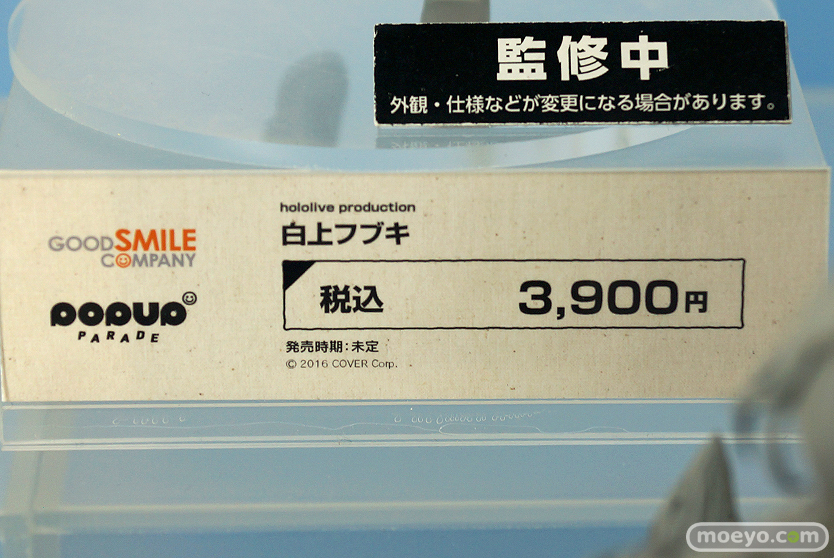 監修中
外観・仕様などが変更になる場合があります。
GOOD SMILE
COMPANY
POPUP
PARADE
hololive production
白上フブキ
税込 3,900円
発売時期:未定
© 2016 COVER Corp.
moeyo.com